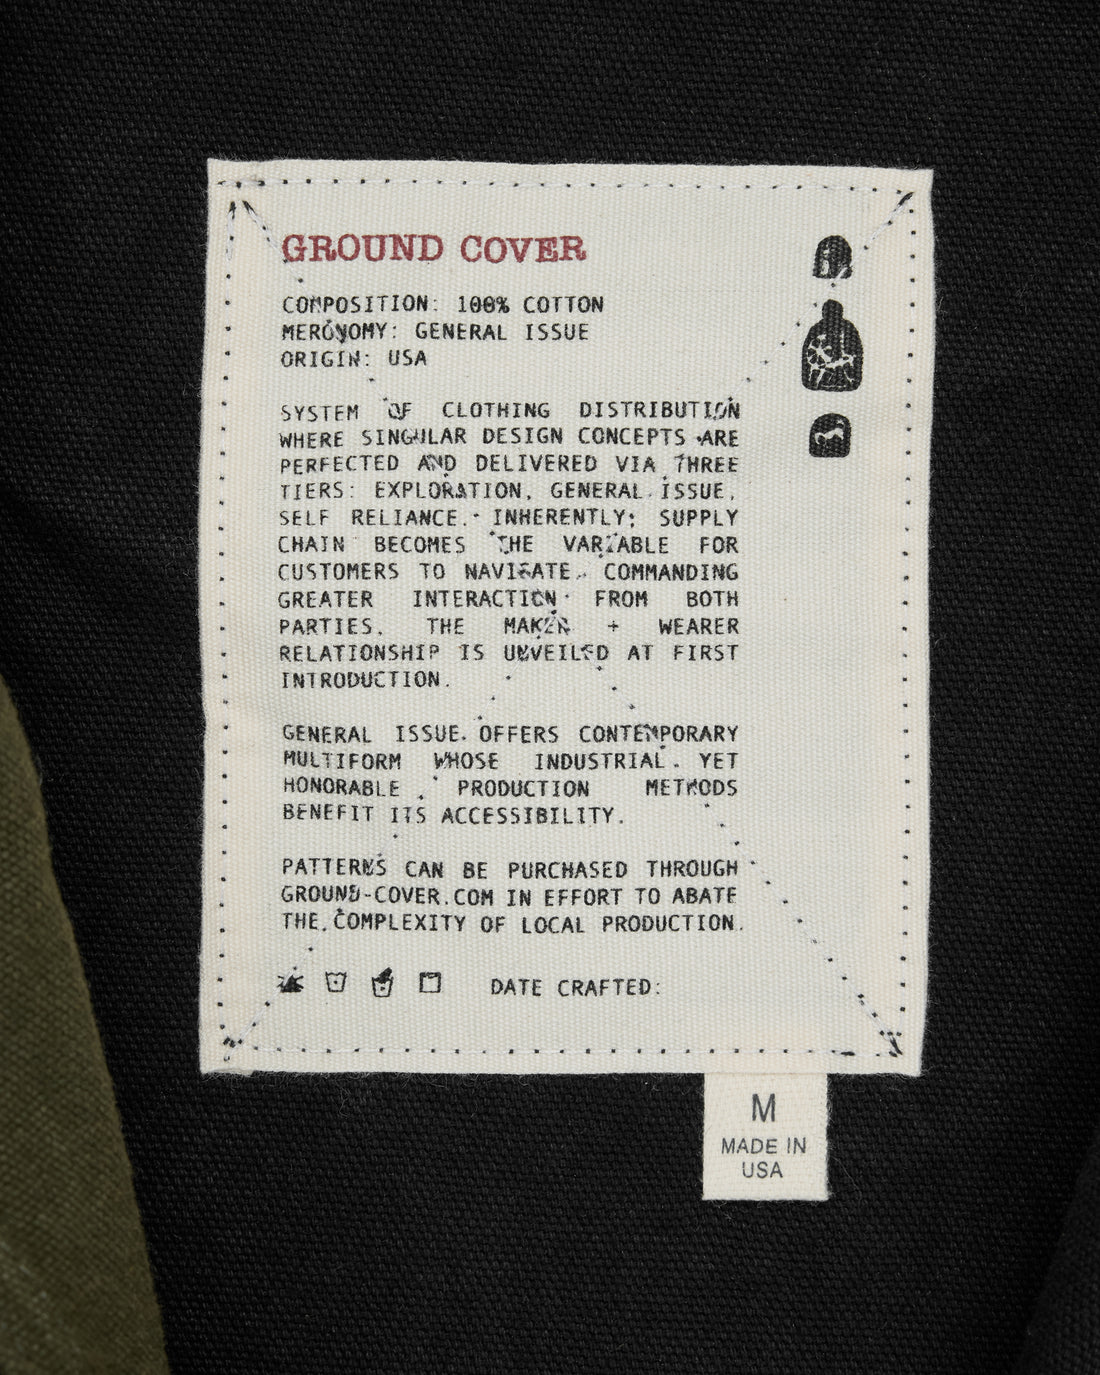 GROUND COVER
COMPOSITION: 100% COTTON
MERONOMY: GENERAL ISSUE
ORIGIN: USA
SYSTEM OF CLOTHING DISTRIBUTION
WHERE SINGULAR DESIGN CONCEPTS ARE
PERFECTED AND DELIVERED VIA THREE
TIERS: EXPLORATION, GENERAL ISSUE,
SELF RELIANCE. INHERENTLY; SUPPLY
CHAIN BECOMES THE VARIABLE FOR
CUSTOMERS TO NAVIGATE, COMMANDING
GREATER INTERACTION FROM BOTH
PARTIES. THE MAKER + WEARER
RELATIONSHIP IS UNVEILED AT FIRST
INTRODUCTION.
GENERAL ISSUE OFFERS CONTEMPORARY
MULTIFORM WHOSE INDUSTRIAL, YET
HONORABLE, PRODUCTION METHODS
BENEFIT ITS ACCESSIBILITY.
PATTERNS CAN BE PURCHASED THROUGH
GROUND-COVER.COM IN EFFORT TO ABATE
THE COMPLEXITY OF LOCAL PRODUCTION.
DATE CRAFTED:
M
MADE IN
USA